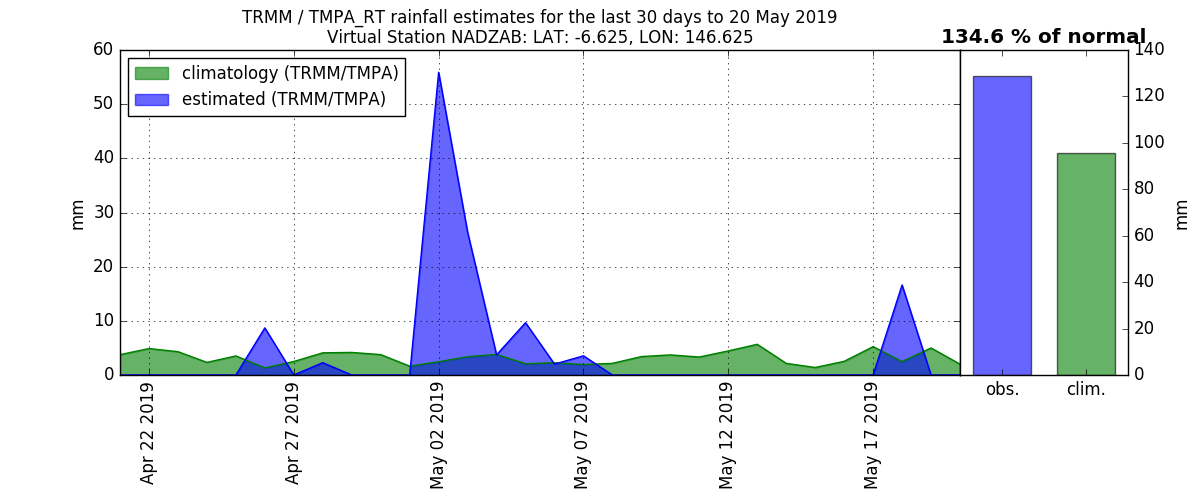 TRMM / TMPA_RT rainfall estimates for the last 30 days to 20 May 2019
Virtual Station NADZAB: LAT: -6.625, LON: 146.625
134.6 % of normal
climatology (TRMM/TMPA)
estimated (TRMM/TMPA)
mm
60
50
40
30
20
10
0
Apr 22 2019
Apr 27 2019
May 02 2019
May 07 2019
May 12 2019
May 17 2019
140
120
100
80
60
40
20
0
mm
obs.
clim.